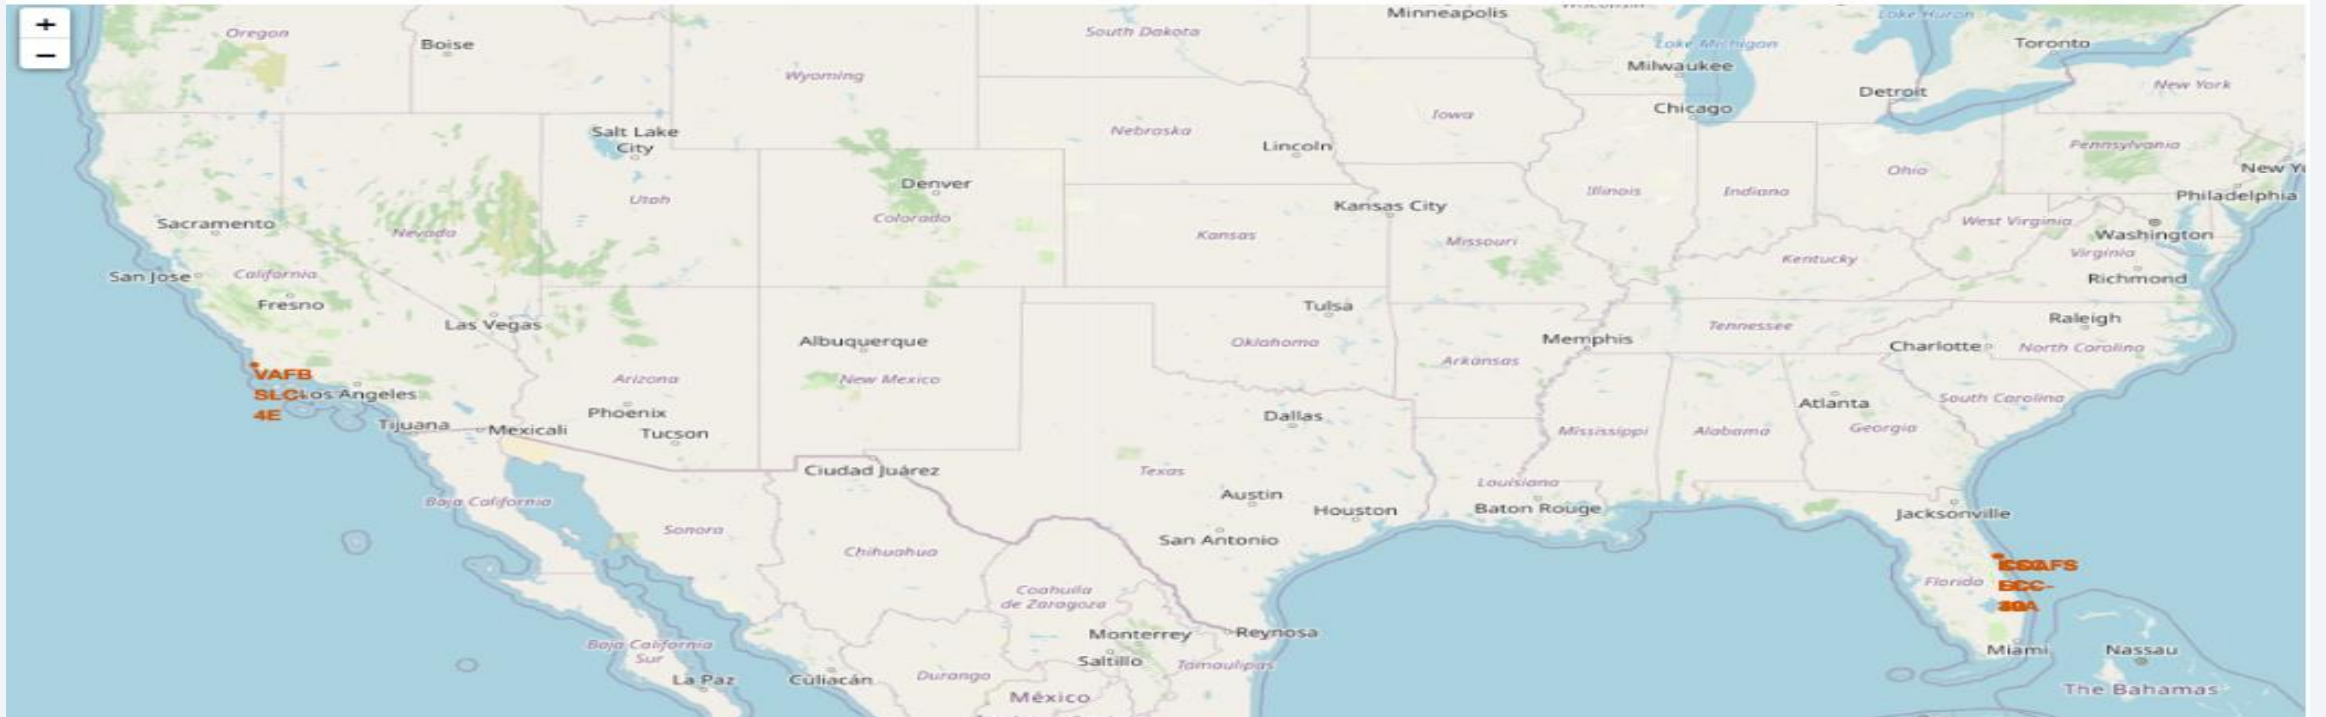 +
−
Oregon
Boise
Wyoming
South Dakota
Minneapolis
Lake Michigan
Milwaukee
Chicago
Lake Huron
Toronto
Detroit
New York
Salt Lake
City
Nebraska
Iowa
Lincoln
Pennsylvania
Ohio
Illinois
Indiana
Philadelphia
Denver
Colorado
Utah
Nevada
Sacramento
San Jose
California
Fresno
Las Vegas
Kansas City
Kansas
Missouri
West Virginia
Washington
Virginia
Richmond
Kentucky
Tulsa
Oklahoma
Albuquerque
New Mexico
Arizona
Phoenix
Tucson
Memphis
Tennessee
Arkansas
Raleigh
Charlotte
North Carolina
South Carolina
Atlanta
Georgia
Alabama
Mississippi
VAFB
SLC-
4E
Los Angeles
Tijuana
Mexicali
Dallas
Texas
Ciudad Juárez
Austin
Houston
San Antonio
Louisiana
Baton Rouge
Jacksonville
Florida
Miami
Nassau
The Bahamas
Baja California
Sonora
Chihuahua
Coahuila
de Zaragoza
Monterrey
Reynosa
Saltillo
Tamaulipas
Baja California
Sur
La Paz
Culiacán
Durango
México